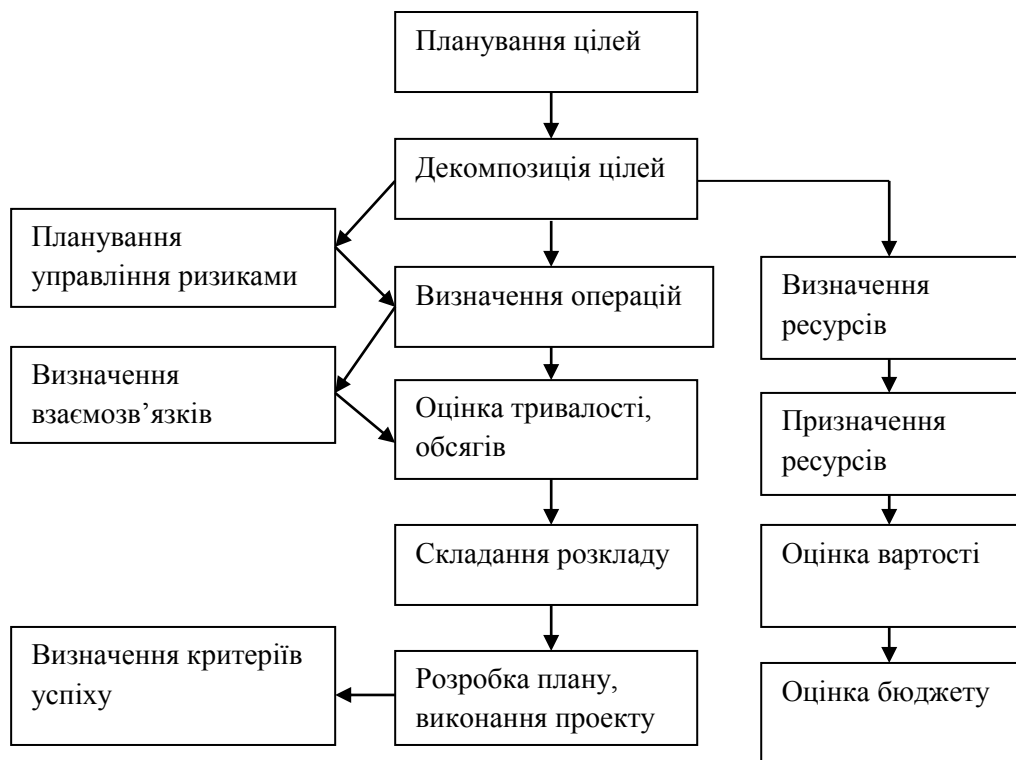 Планування цілей
Декомпозиція цілей
Планування
управління ризиками
Визначення операцій
Визначення
ресурсів
Визначення
взаємозв’язків
Оцінка тривалості,
обсягів
Призначення
ресурсів
Складання розкладу
Оцінка вартості
Визначення критеріїв
успіху
Розробка плану,
виконання проекту
Оцінка бюджету